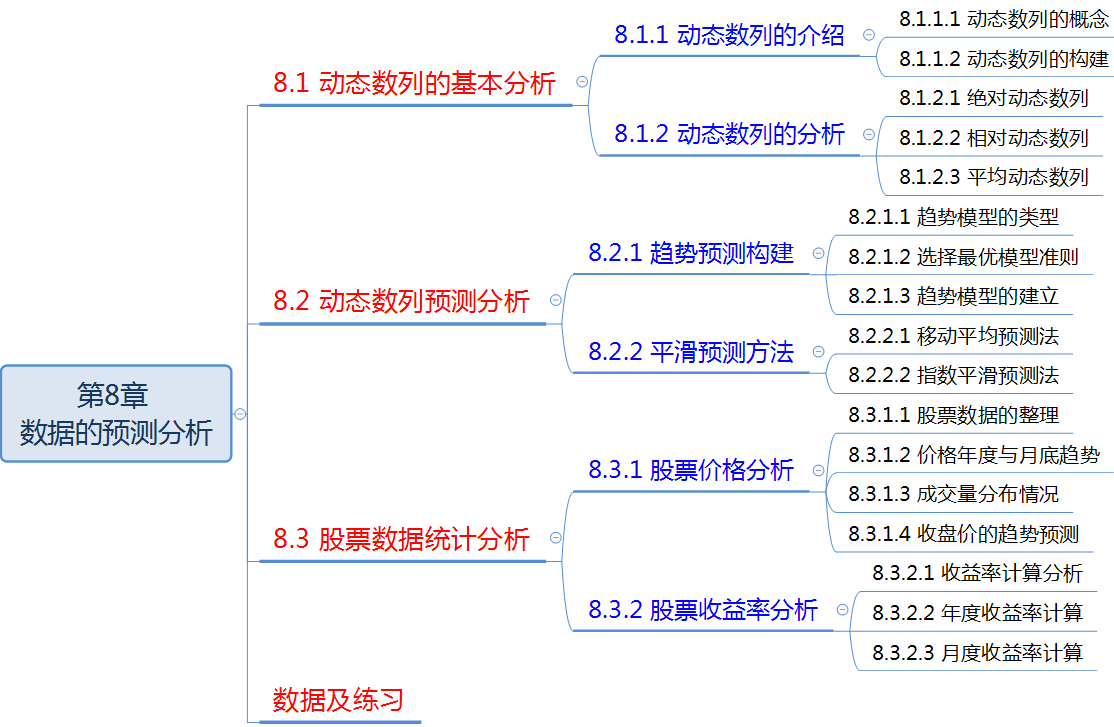 第8章
数据的预测分析
8.1 动态数列的基本分析
8.1.1 动态数列的介绍
8.1.1.1 动态数列的概念
8.1.1.2 动态数列的构建
8.1.2 动态数列的分析
8.1.2.1 绝对动态数列
8.1.2.2 相对动态数列
8.1.2.3 平均动态数列
8.2 动态数列预测分析
8.2.1 趋势预测构建
8.2.1.1 趋势模型的类型
8.2.1.2 选择最优模型准则
8.2.1.3 趋势模型的建立
8.2.2 平滑预测方法
8.2.2.1 移动平均预测法
8.2.2.2 指数平滑预测法
8.3 股票数据统计分析
8.3.1 股票价格分析
8.3.1.1 股票数据的整理
8.3.1.2 价格年度与月底趋势
8.3.1.3 成交量分布情况
8.3.1.4 收盘价的趋势预测
8.3.2 股票收益率分析
8.3.2.1 收益率计算分析
8.3.2.2 年度收益率计算
8.3.2.3 月度收益率计算
数据及练习